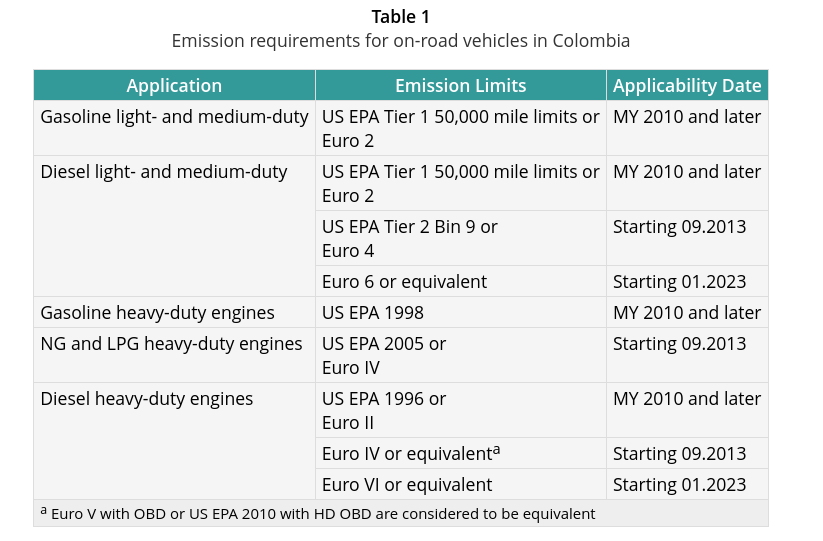 Table 1
Emission requirements for on-road vehicles in Colombia
Application Emission Limits Applicability Date
Gasoline light- and medium-duty US EPA Tier 1 50,000 mile limits or MY 2010 and later
Euro 2
Diesel light- and medium-duty US EPA Tier 1 50,000 mile limits or MY 2010 and later
Euro 2
US EPA Tier 2 Bin 9 or Starting 09.2013
Euro 4
Euro 6 or equivalent Starting 01.2023
Gasoline heavy-duty engines US EPA 1998 MY 2010 and later
NG and LPG heavy-duty engines US EPA 2005 or Starting 09.2013
Euro IV
Diesel heavy-duty engines US EPA 1996 or MY 2010 and later
Euro II
Euro IV or equivalentᵃ Starting 09.2013
Euro VI or equivalent Starting 01.2023
ᵃ Euro V with OBD or US EPA 2010 with HD OBD are considered to be equivalent